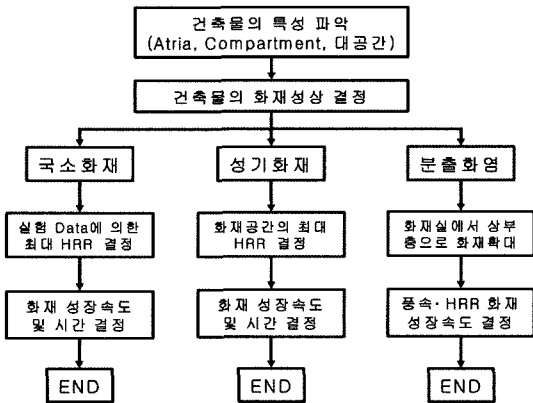 건축물의 특성 파악
(Atria, Compartment, 대공간)
건축물의 화재성상 결정
국소화재
성기화재
분출화염
실험 Data에 의한
최대 HRR 결정
화재공간의 최대
HRR 결정
화재실에서 상부
층으로 화재확대
화재 성장속도
및 시간 결정
화재 성장속도
및 시간 결정
풍속·HRR 화재
성장속도 결정
END
END
END